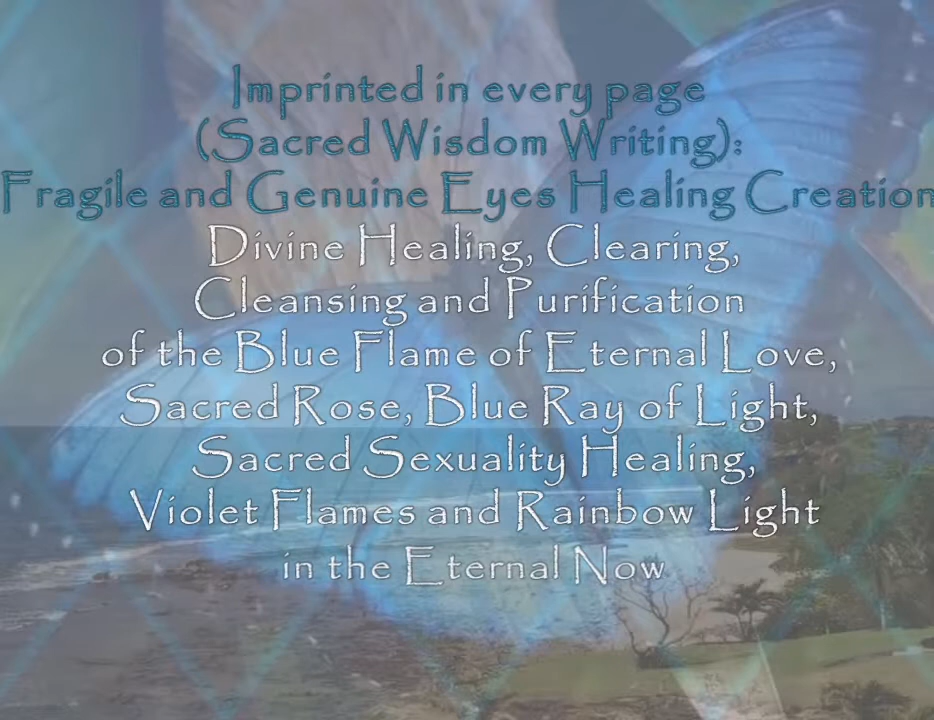 Imprinted in every page
(Sacred Wisdom Writing):
Fragile and Genuine Eyes Healing Creation
Divine Healing, Clearing,
Cleansing and Purification
of the Blue Flame of Eternal Love,
Sacred Rose, Blue Ray of Light,
Sacred Sexuality Healing,
Violet Flames and Rainbow Light
in the Eternal Now